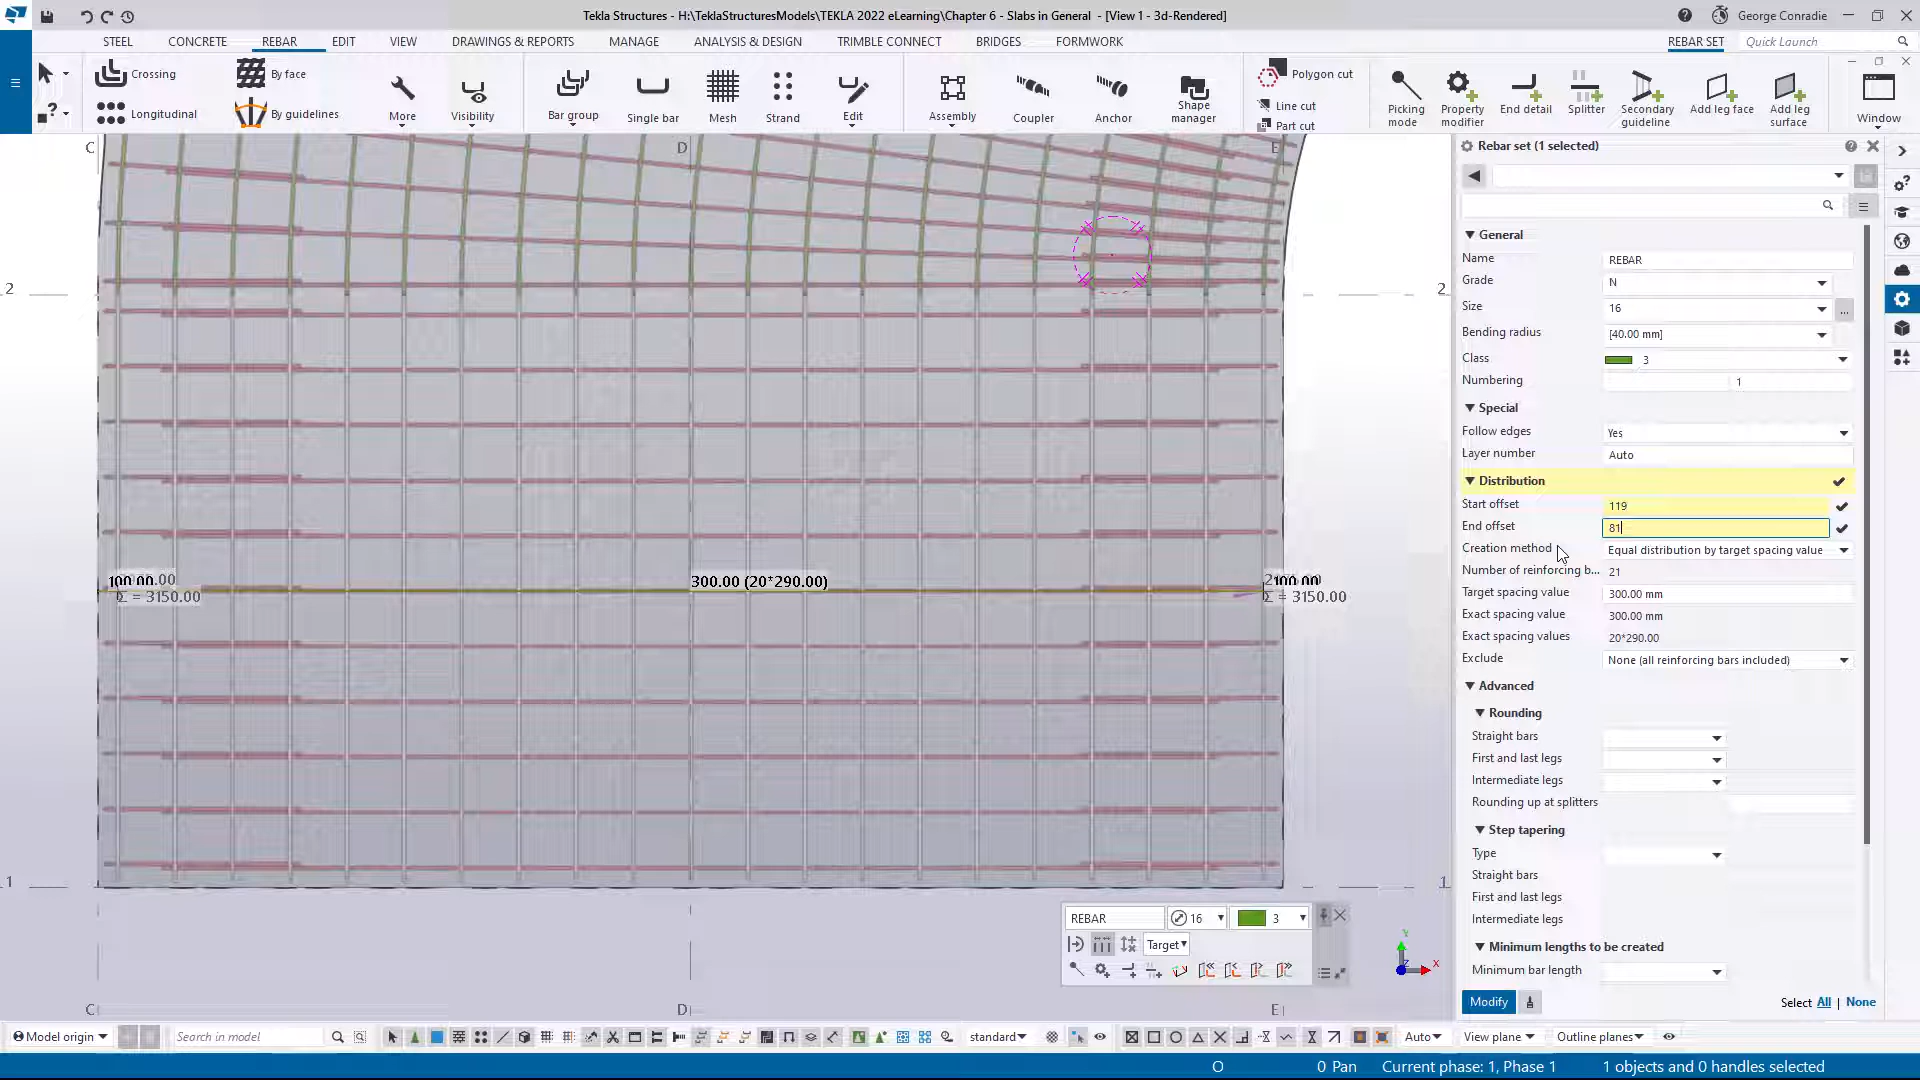 Tekla Structures - H:\TeklaStructuresModels\TEKLA 2022 eLearning\Chapter 6 - Slabs in General - [View 1 - 3d-Rendered]
George Conradie
STEEL CONCRETE REBAR EDIT VIEW DRAWINGS & REPORTS MANAGE ANALYSIS & DESIGN TRIMBLE CONNECT BRIDGES FORMWORK REBAR SET Quick Launch
Crossing
Longitudinal
By face
By guidelines
More
Visibility
Bar group
Single bar
Mesh
Strand
Edit
Assembly
Coupler
Anchor
Shape manager
Polygon cut
Line cut
Part cut
Picking mode
Property modifier
End detail
Splitter
Secondary guideline
Add leg face
Add leg surface
Window
C
D
E
2
2
100.00
300.00 (20*290.00)
100.00
Σ = 3150.00
Σ = 3150.00
1
1
C
D
E
Rebar set (1 selected)
General
Name REBAR
Grade N
Size 16 ...
Bending radius [40.00 mm]
Class 3
Numbering 1
Special
Follow edges Yes
Layer number Auto
Distribution
Start offset 119
End offset 81
Creation method Equal distribution by target spacing value
Number of reinforcing b... 21
Target spacing value 300.00 mm
Exact spacing value 300.00 mm
Exact spacing values 20*290.00
Exclude None (all reinforcing bars included)
Advanced
Rounding
Straight bars
First and last legs
Intermediate legs
Rounding up at splitters
Step tapering
Type
Straight bars
First and last legs
Intermediate legs
Minimum lengths to be created
Minimum bar length
Modify
Select All | None
REBAR 16 3
Target
Y
X
Z
Model origin Search in model standard Auto View plane Outline planes
O 0 Pan Current phase: 1, Phase 1 1 objects and 0 handles selected